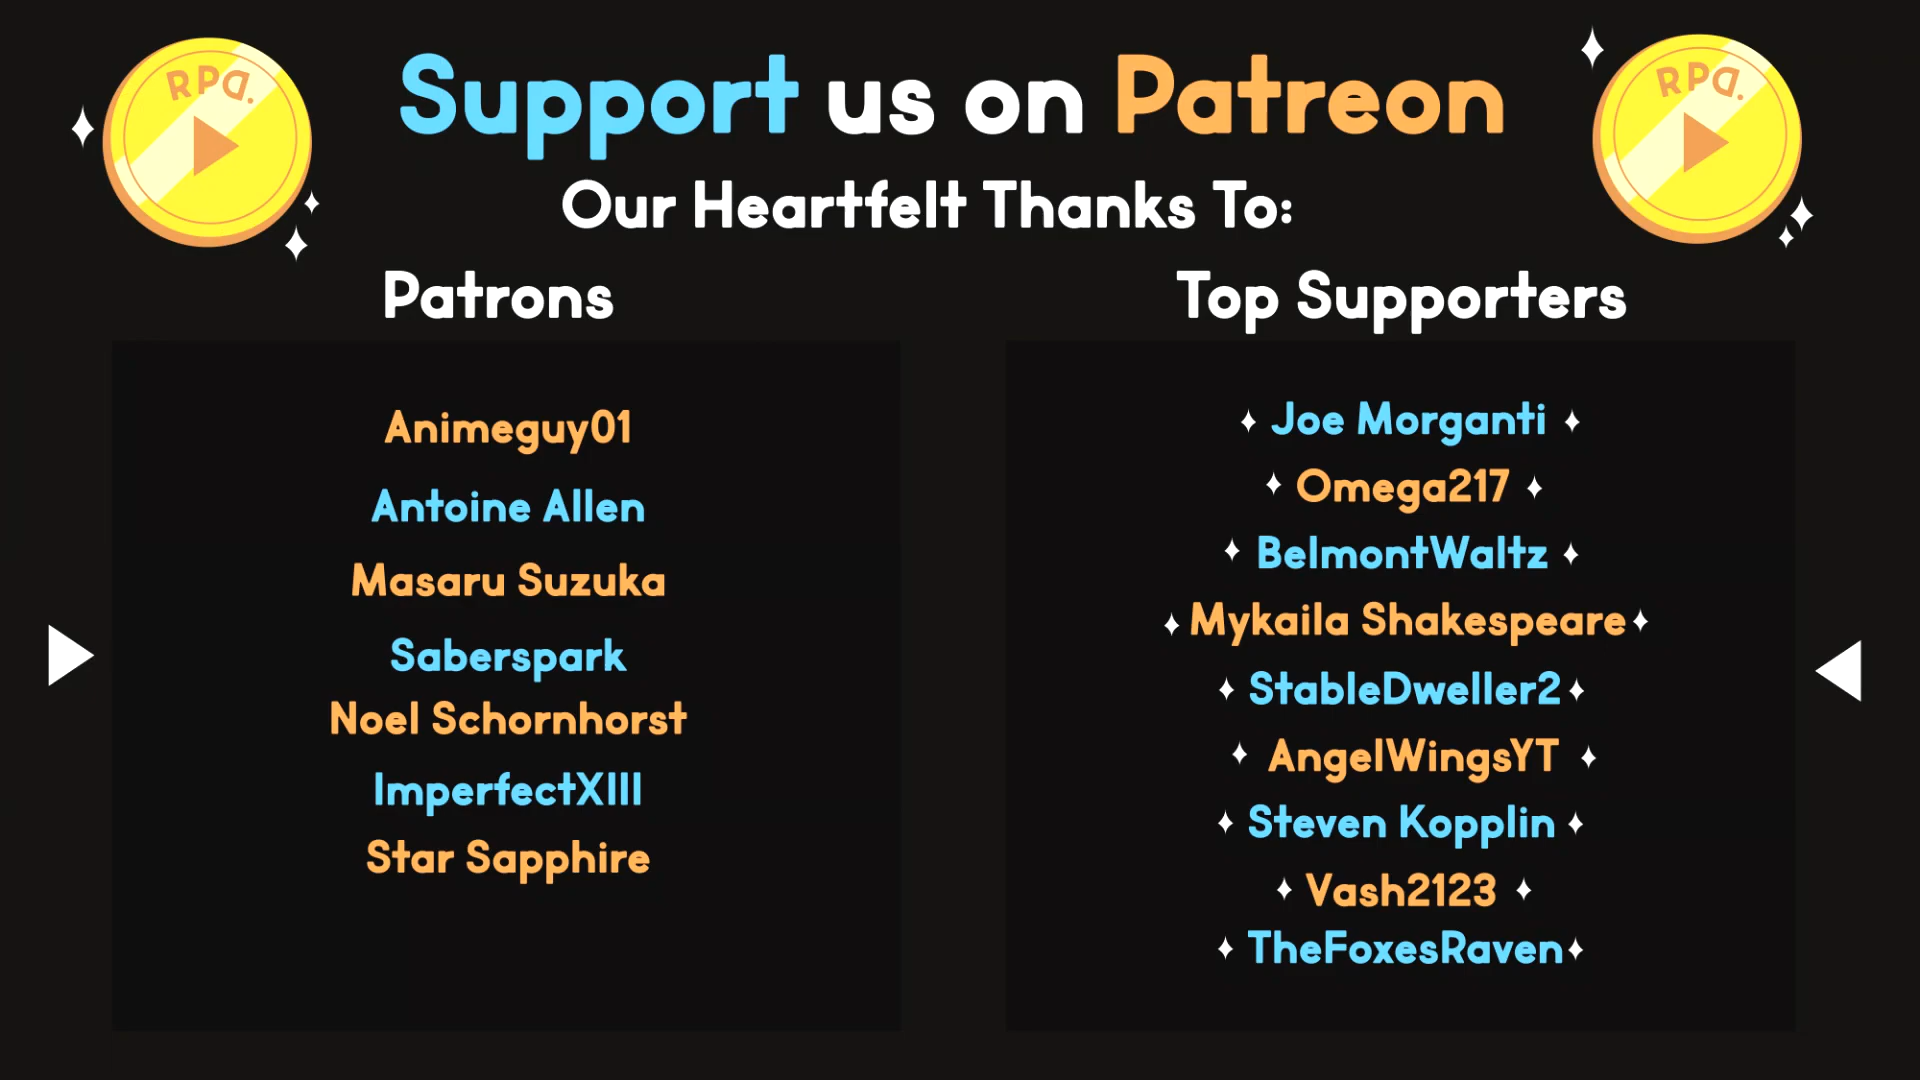 RPG.
Support us on Patreon
RPG.
Our Heartfelt Thanks To:
Patrons
Top Supporters
Animeguy01
Antoine Allen
Masaru Suzuka
Saberspark
Noel Schornhorst
ImperfectXIII
Star Sapphire
Joe Morganti
Omega217
BelmontWaltz
Mykaila Shakespeare
StableDweller2
AngelWingsYT
Steven Kopplin
Vash2123
TheFoxesRaven